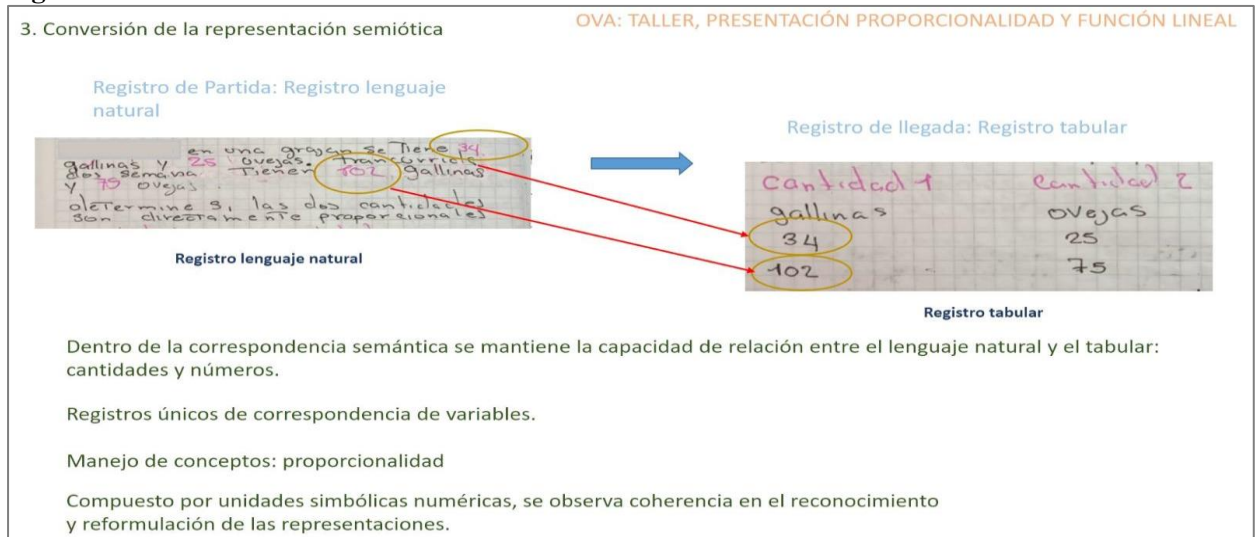 3. Conversión de la representación semiótica
OVA: TALLER, PRESENTACIÓN PROPORCIONALIDAD Y FUNCIÓN LINEAL
Registro de Partida: Registro lenguaje
natural
en una grajan se Tiene 34
gallinas y 25 ovejas. trancurrids
dos semana Tienen 102 gallinas
y 75 ovejas
determine si las dos cantidades
son directamente proporcionales
Registro lenguaje natural
Registro de llegada: Registro tabular
cantidad 1 cantidad 2
gallinas ovejas
34 25
102 75
Registro tabular
Dentro de la correspondencia semántica se mantiene la capacidad de relación entre el lenguaje natural y el tabular:
cantidades y números.
Registros únicos de correspondencia de variables.
Manejo de conceptos: proporcionalidad
Compuesto por unidades simbólicas numéricas, se observa coherencia en el reconocimiento
y reformulación de las representaciones.